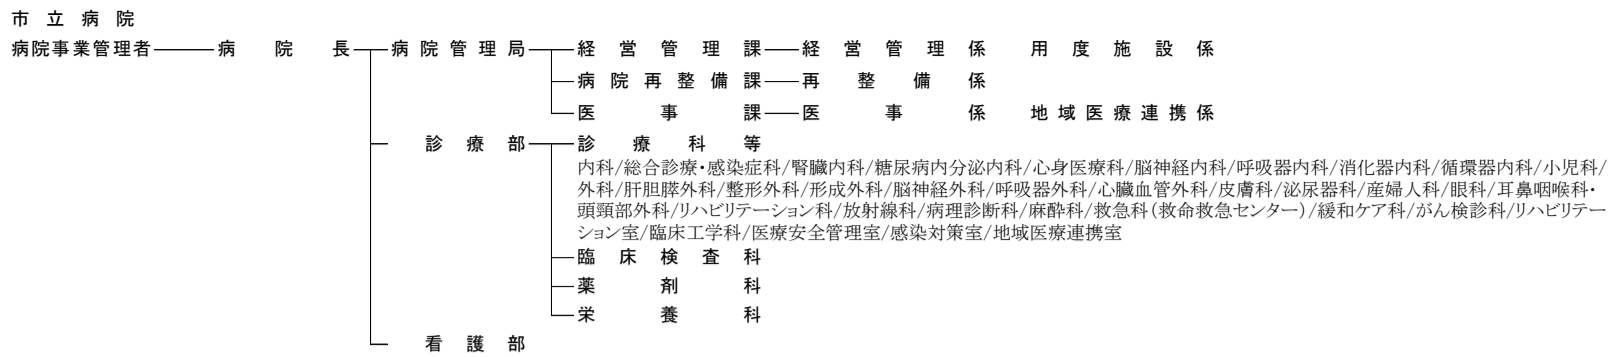 市立病院
病院事業管理者 病院長 病院管理局 経営管理課 経営管理係 用度施設係
病院再整備課 再整備係
医事課 医事係 地域医療連携係
診療部 診療科等
内科/総合診療・感染症科/腎臓内科/糖尿病内分泌内科/心身医療科/脳神経内科/呼吸器内科/消化器内科/循環器内科/小児科/
外科/肝胆膵外科/整形外科/形成外科/脳神経外科/呼吸器外科/心臓血管外科/皮膚科/泌尿器科/産婦人科/眼科/耳鼻咽喉科・
頭頸部外科/リハビリテーション科/放射線科/病理診断科/麻酔科/救急科(救命救急センター)/緩和ケア科/がん検診科/リハビリテー
ション室/臨床工学科/医療安全管理室/感染対策室/地域医療連携室
臨床検査科
薬剤科
栄養科
看護部